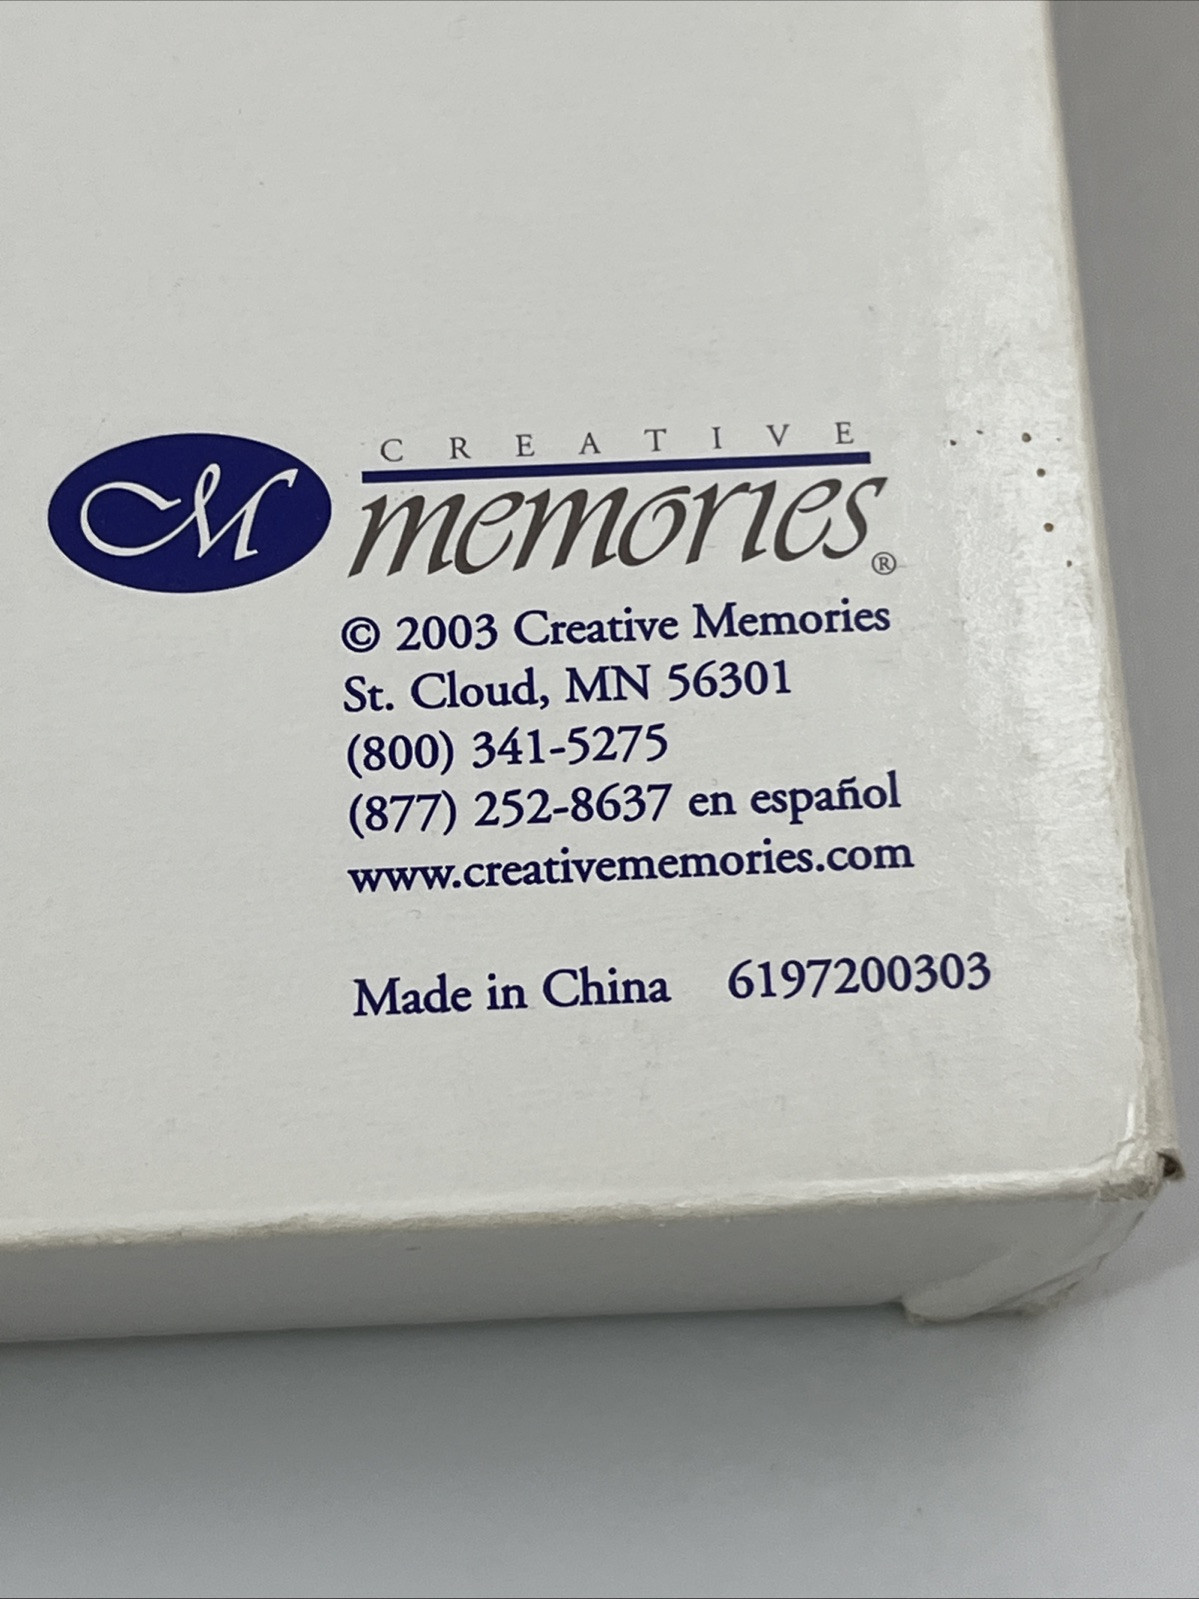 CM
CREATIVE
memories®
© 2003 Creative Memories
St. Cloud, MN 56301
(800) 341-5275
(877) 252-8637 en español
www.creativememories.com
Made in China 6197200303